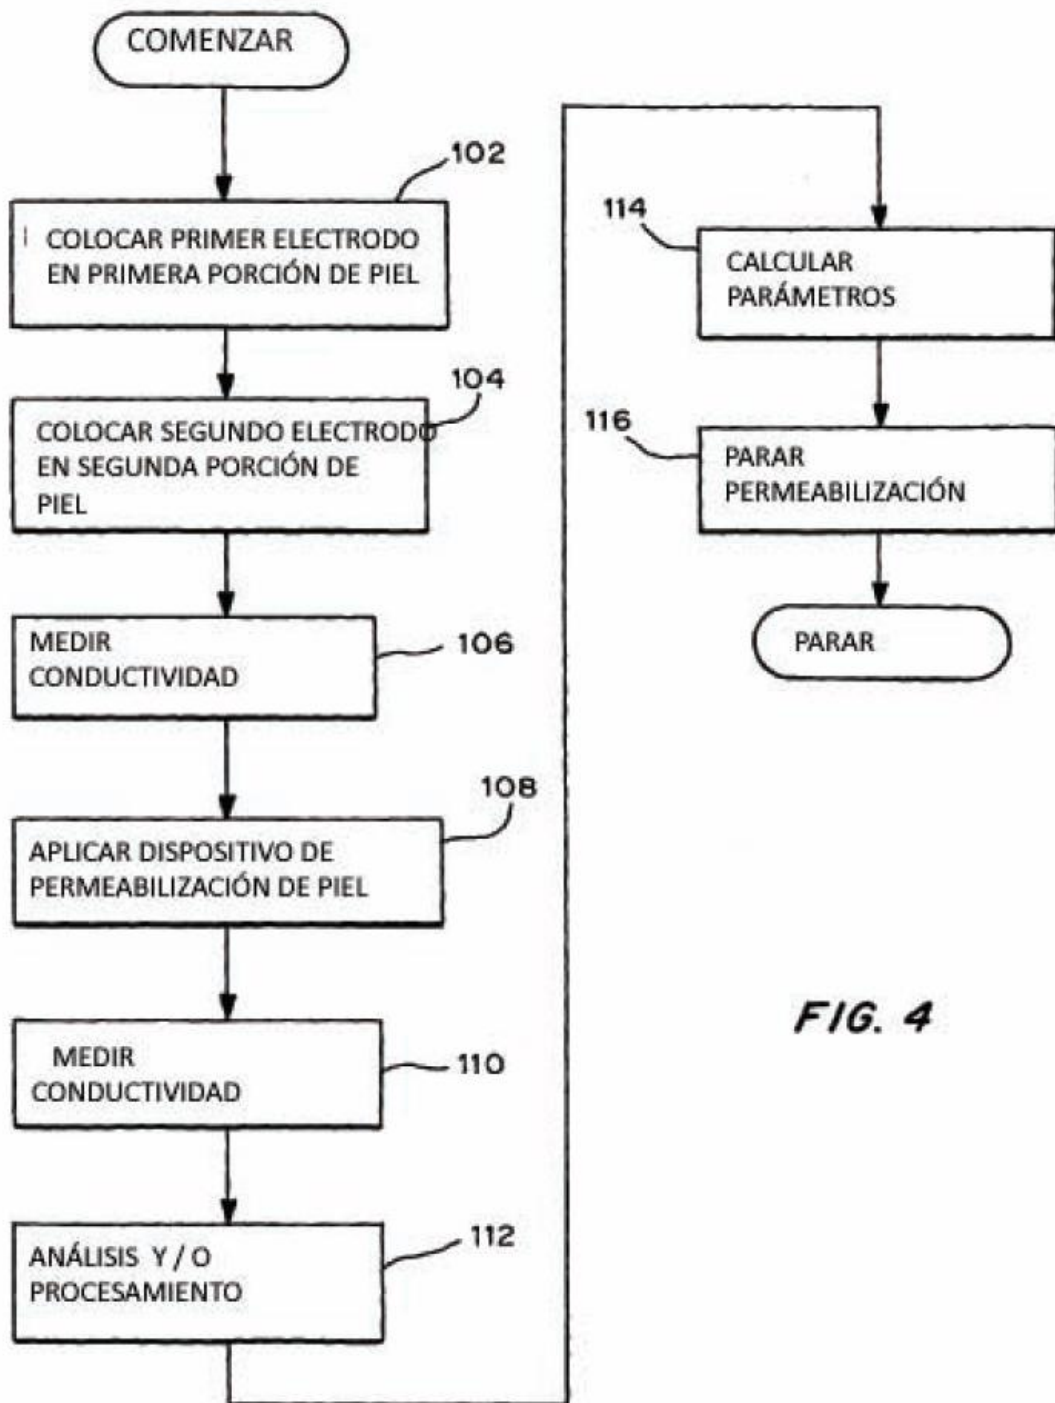 COMENZAR
102
COLOCAR PRIMER ELECTRODO
EN PRIMERA PORCIÓN DE PIEL
104
COLOCAR SEGUNDO ELECTRODO
EN SEGUNDA PORCIÓN DE
PIEL
MEDIR
CONDUCTIVIDAD
106
108
APLICAR DISPOSITIVO DE
PERMEABILIZACIÓN DE PIEL
MEDIR
CONDUCTIVIDAD
110
ANÁLISIS Y / O
PROCESAMIENTO
112
114
CALCULAR
PARÁMETROS
116
PARAR
PERMEABILIZACIÓN
PARAR
FIG. 4